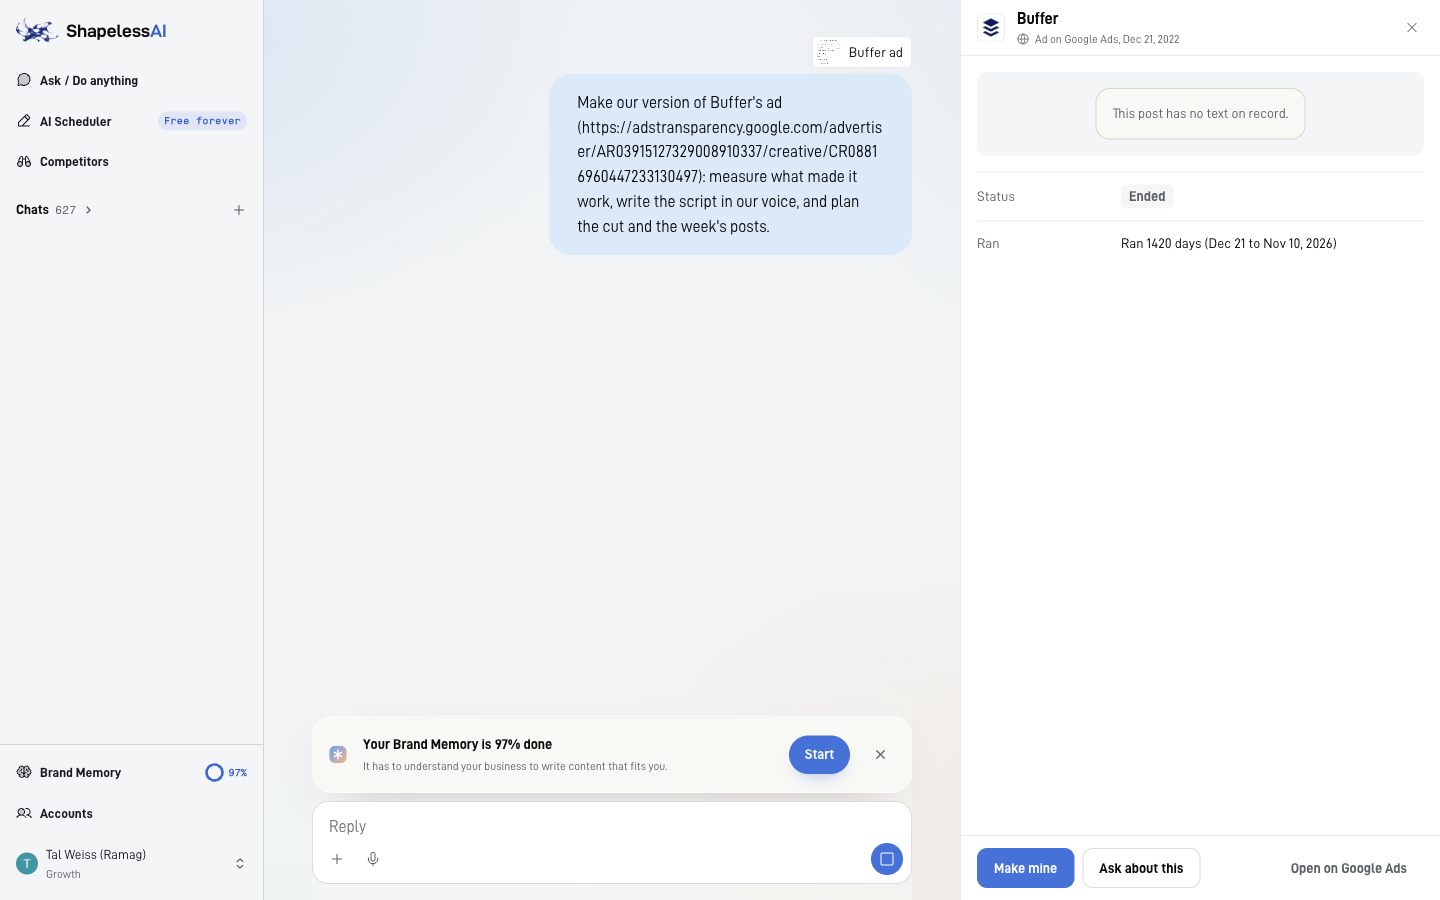 ShapelessAI
Ask / Do anything
AI Scheduler
Free forever
Competitors
Chats 627
Brand Memory
97%
Accounts
T
Tal Weiss (Ramag)
Growth
Buffer ad
Make our version of Buffer's ad
(https://adstransparency.google.com/advertis
er/AR03915127329008910337/creative/CR0881
6960447233130497): measure what made it
work, write the script in our voice, and plan
the cut and the week's posts.
Your Brand Memory is 97% done
It has to understand your business to write content that fits you.
Start
Reply
Buffer
Ad on Google Ads, Dec 21, 2022
This post has no text on record.
Status
Ended
Ran
Ran 1420 days (Dec 21 to Nov 10, 2026)
Make mine
Ask about this
Open on Google Ads